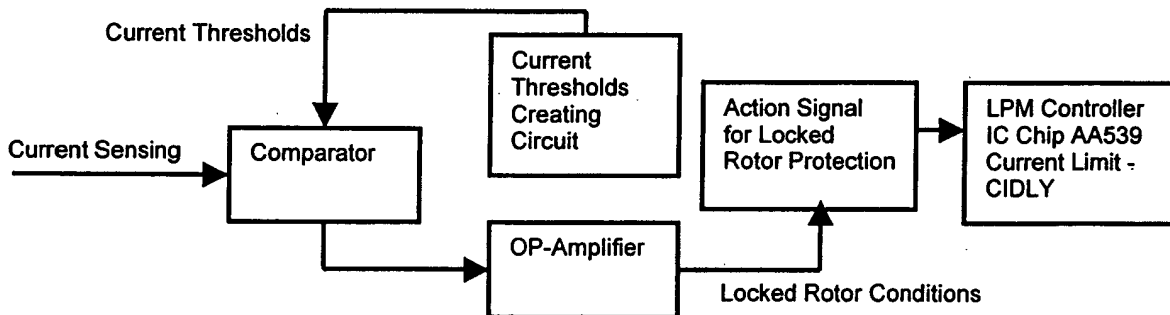 Current Thresholds
Current
Thresholds
Creating
Circuit
Action Signal
for Locked
Rotor Protection
LPM Controller
IC Chip AA539
Current Limit -
CIDLY
Current Sensing
Comparator
OP-Amplifier
Locked Rotor Conditions